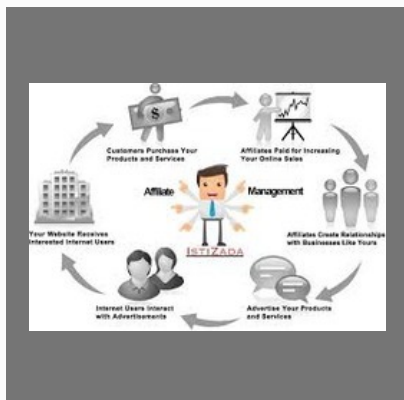 Customers Purchase Your
Products and Services
Affiliates Paid for Increasing
Your Online Sales
Affiliate Management
Your Website Receives
Interested Internet Users
Affiliates Create Relationships
with Businesses Like Yours
ISTIZADA
Internet Users Interact
with Advertisements
Advertise Your Products
and Services
$